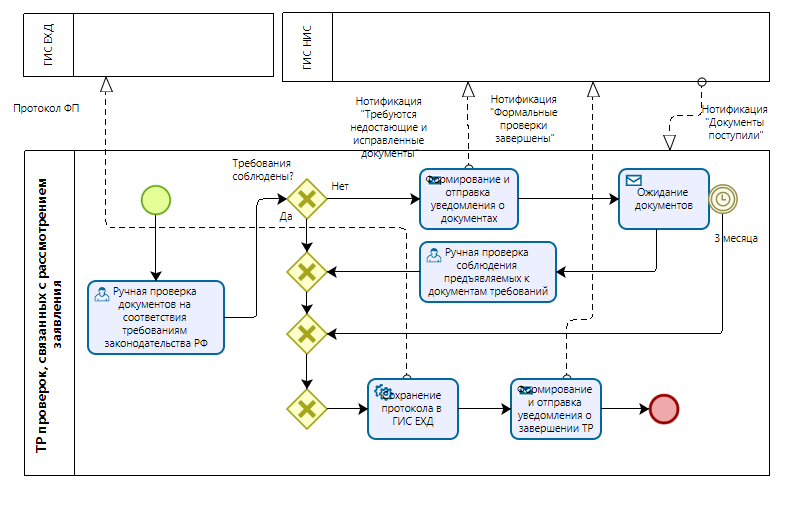 ГИС ЕХД
ГИС НИС
Протокол ФП
Нотификация
"Требуются
недостающие и
исправленные
документы"
Нотификация
"Формальные
проверки
завершены"
Нотификация
"Документы
поступили"
ТР проверок, связанных с рассмотрением
заявления
Требования
соблюдены?
Нет
Да
Формирование и
отправка
уведомления о
документах
Ожидание
документов
3 месяца
Ручная проверка
соблюдения
предъявляемых к
документам требований
Ручная проверка
документов на
соответствия
требованиям
законодательства РФ
Сохранение
протокола в
ГИС ЕХД
Формирование
и отправка
уведомления о
завершении ТР